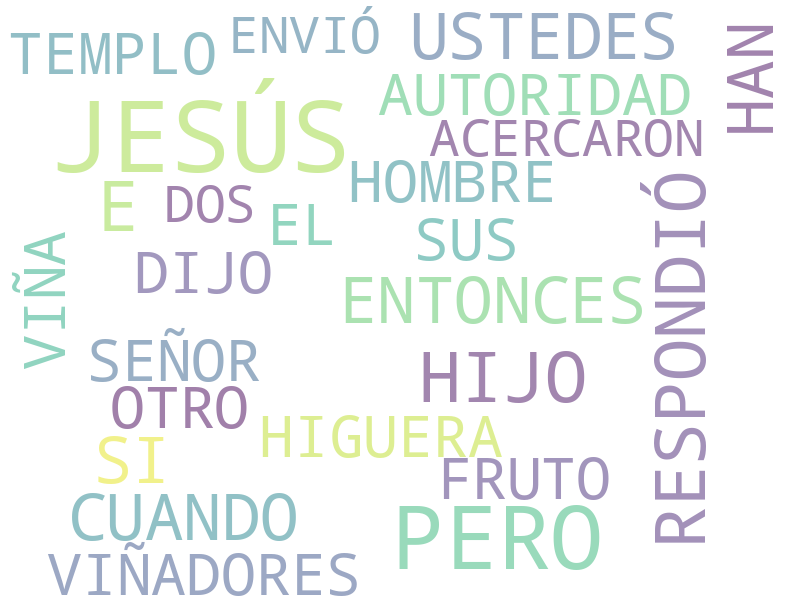 TEMPLO
ENVIÓ
USTEDES
HAN
JESÚS
AUTORIDAD
ACERCARON
HOMBRE
E
DOS
EL
SUS
RESPONDIÓ
VIÑA
DIJO
ENTONCES
SEÑOR
HIJO
OTRO
HIGUERA
SI
FRUTO
CUANDO
PERO
VIÑADORES